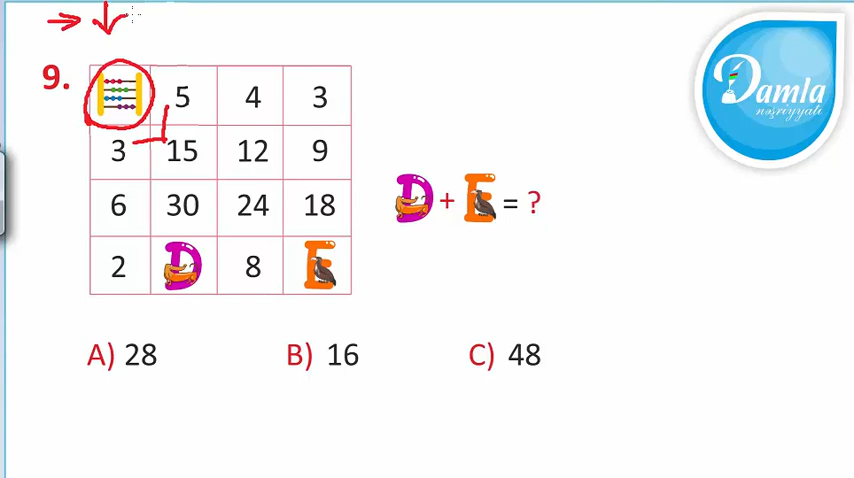 9.
5 4 3
3 15 12 9
6 30 24 18
2 D 8 E
D + E = ?
A) 28 B) 16 C) 48
Damla
nəşriyyatı